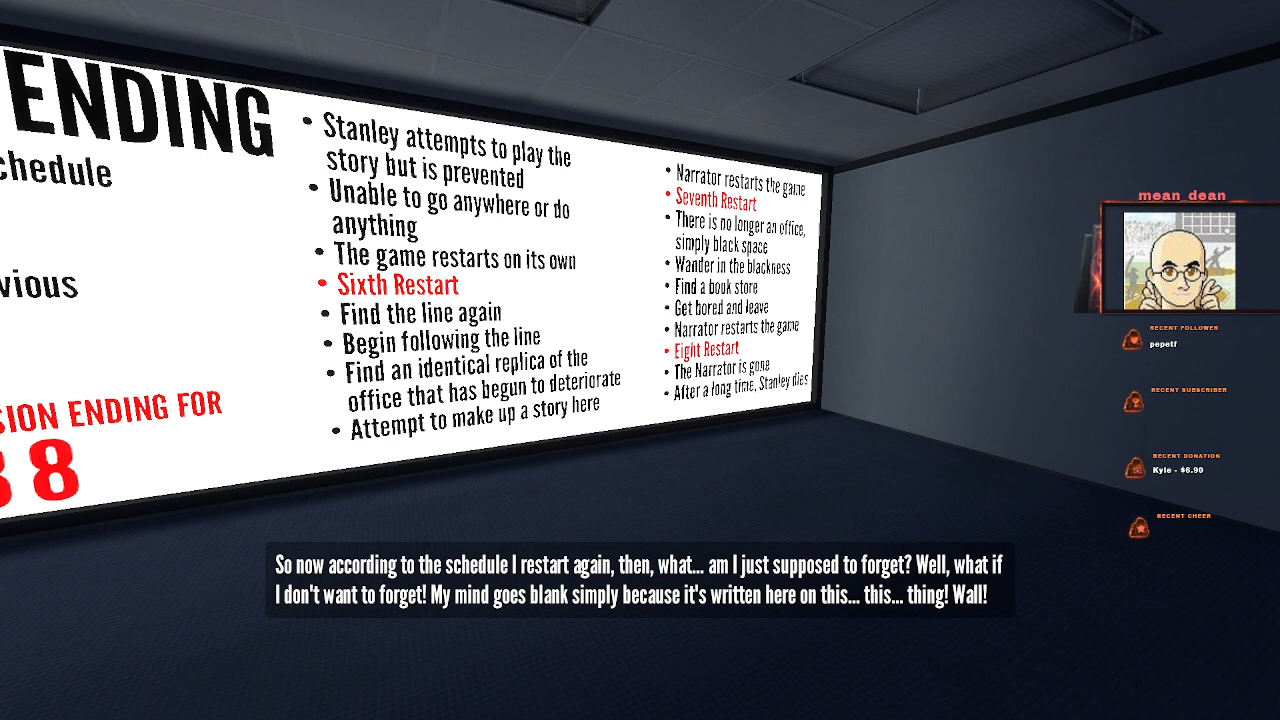 ENDING
chedule
vious
SION ENDING FOR
8
• Stanley attempts to play the
story but is prevented
• Unable to go anywhere or do
anything
• The game restarts on its own
• Sixth Restart
• Find the line again
• Begin following the line
• Find an identical replica of the
office that has begun to deteriorate
• Attempt to make up a story here
• Narrator restarts the game
• Seventh Restart
• There is no longer an office,
simply black space
• Wander in the blackness
• Find a book store
• Get bored and leave
• Narrator restarts the game
• Eight Restart
• The Narrator is gone
• After a long time, Stanley dies
mean dean
RECENT FOLLOWER
pepetf
RECENT SUBSCRIBER
RECENT DONATION
Kyle - $6.90
RECENT CHEER
So now according to the schedule I restart again, then, what... am I just supposed to forget? Well, what if
I don't want to forget! My mind goes blank simply because it's written here on this... this... thing! Wall!